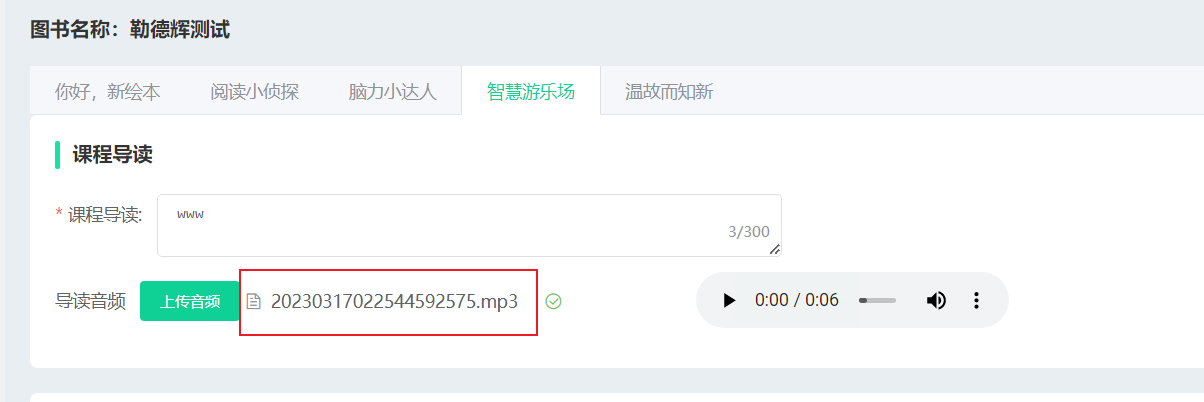 图书名称：勒德辉测试
你好，新绘本 阅读小侦探 脑力小达人 智慧游乐场 温故而知新
课程导读
* 课程导读: www
3/300
导读音频 上传音频 20230317022544592575.mp3 0:00 / 0:06